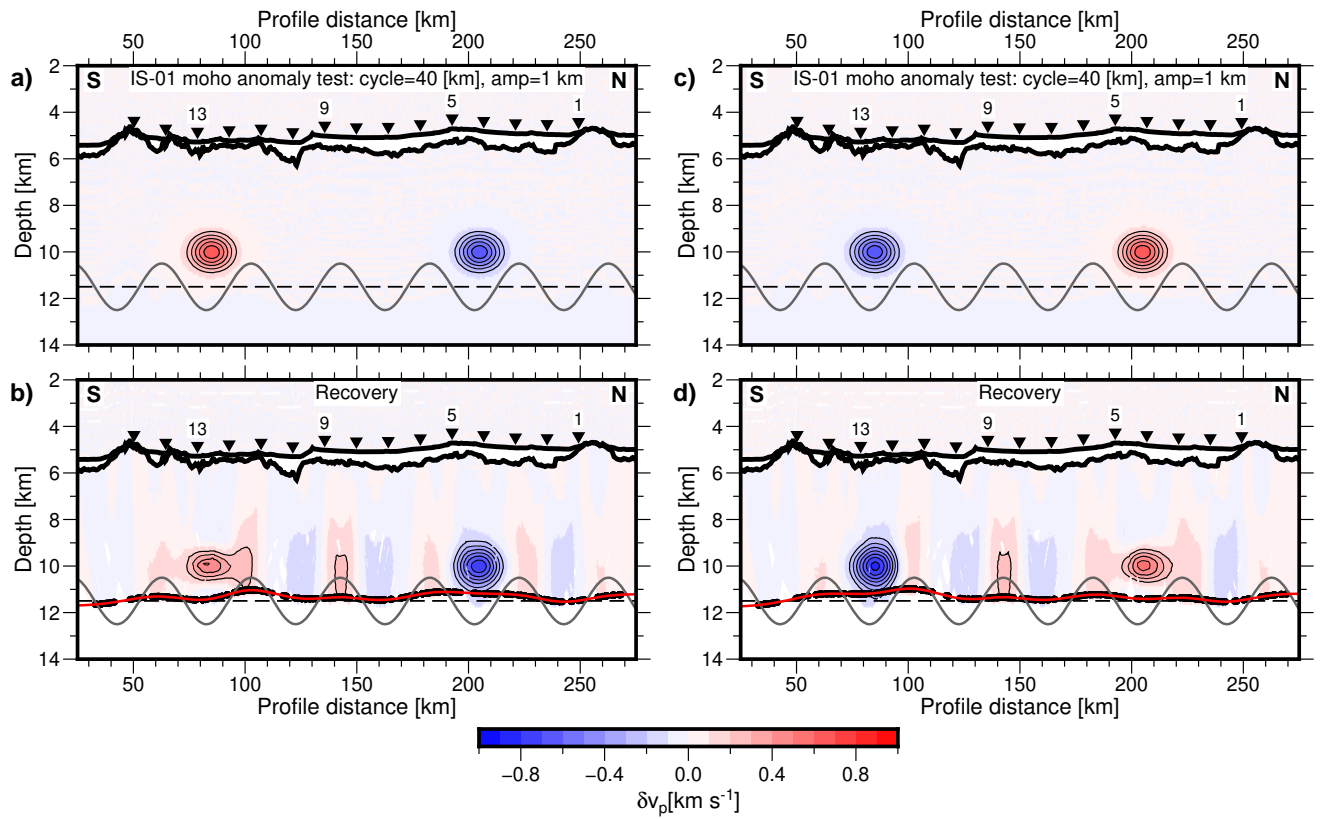 Profile distance [km]
50 100 150 200 250
a)
S IS-01 moho anomaly test: cycle=40 [km], amp=1 km N
13 9 5 1
Depth [km]
2
4
6
8
10
12
14
Profile distance [km]
50 100 150 200 250
c)
S IS-01 moho anomaly test: cycle=40 [km], amp=1 km N
13 9 5 1
Depth [km]
2
4
6
8
10
12
14
b)
S Recovery N
13 9 5 1
Depth [km]
2
4
6
8
10
12
14
50 100 150 200 250
Profile distance [km]
d)
S Recovery N
13 9 5 1
Depth [km]
2
4
6
8
10
12
14
50 100 150 200 250
Profile distance [km]
−0.8 −0.4 0.0 0.4 0.8
δvp[km s-1]